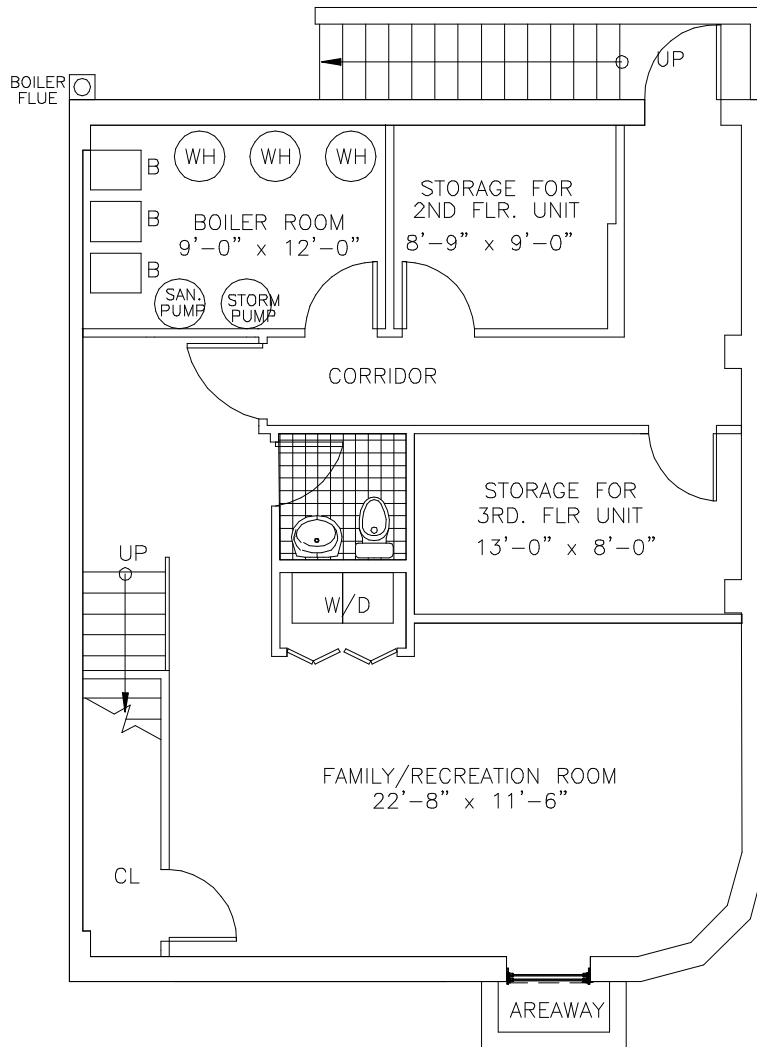 UP
BOILER
FLUE
WH WH WH
B
B
B
BOILER ROOM
9'-0" x 12'-0"
STORAGE FOR
2ND FLR. UNIT
8'-9" x 9'-0"
SAN.
PUMP
STORM
PUMP
CORRIDOR
STORAGE FOR
3RD. FLR UNIT
13'-0" x 8'-0"
UP
W/D
FAMILY/RECREATION ROOM
22'-8" x 11'-6"
CL
AREAWAY